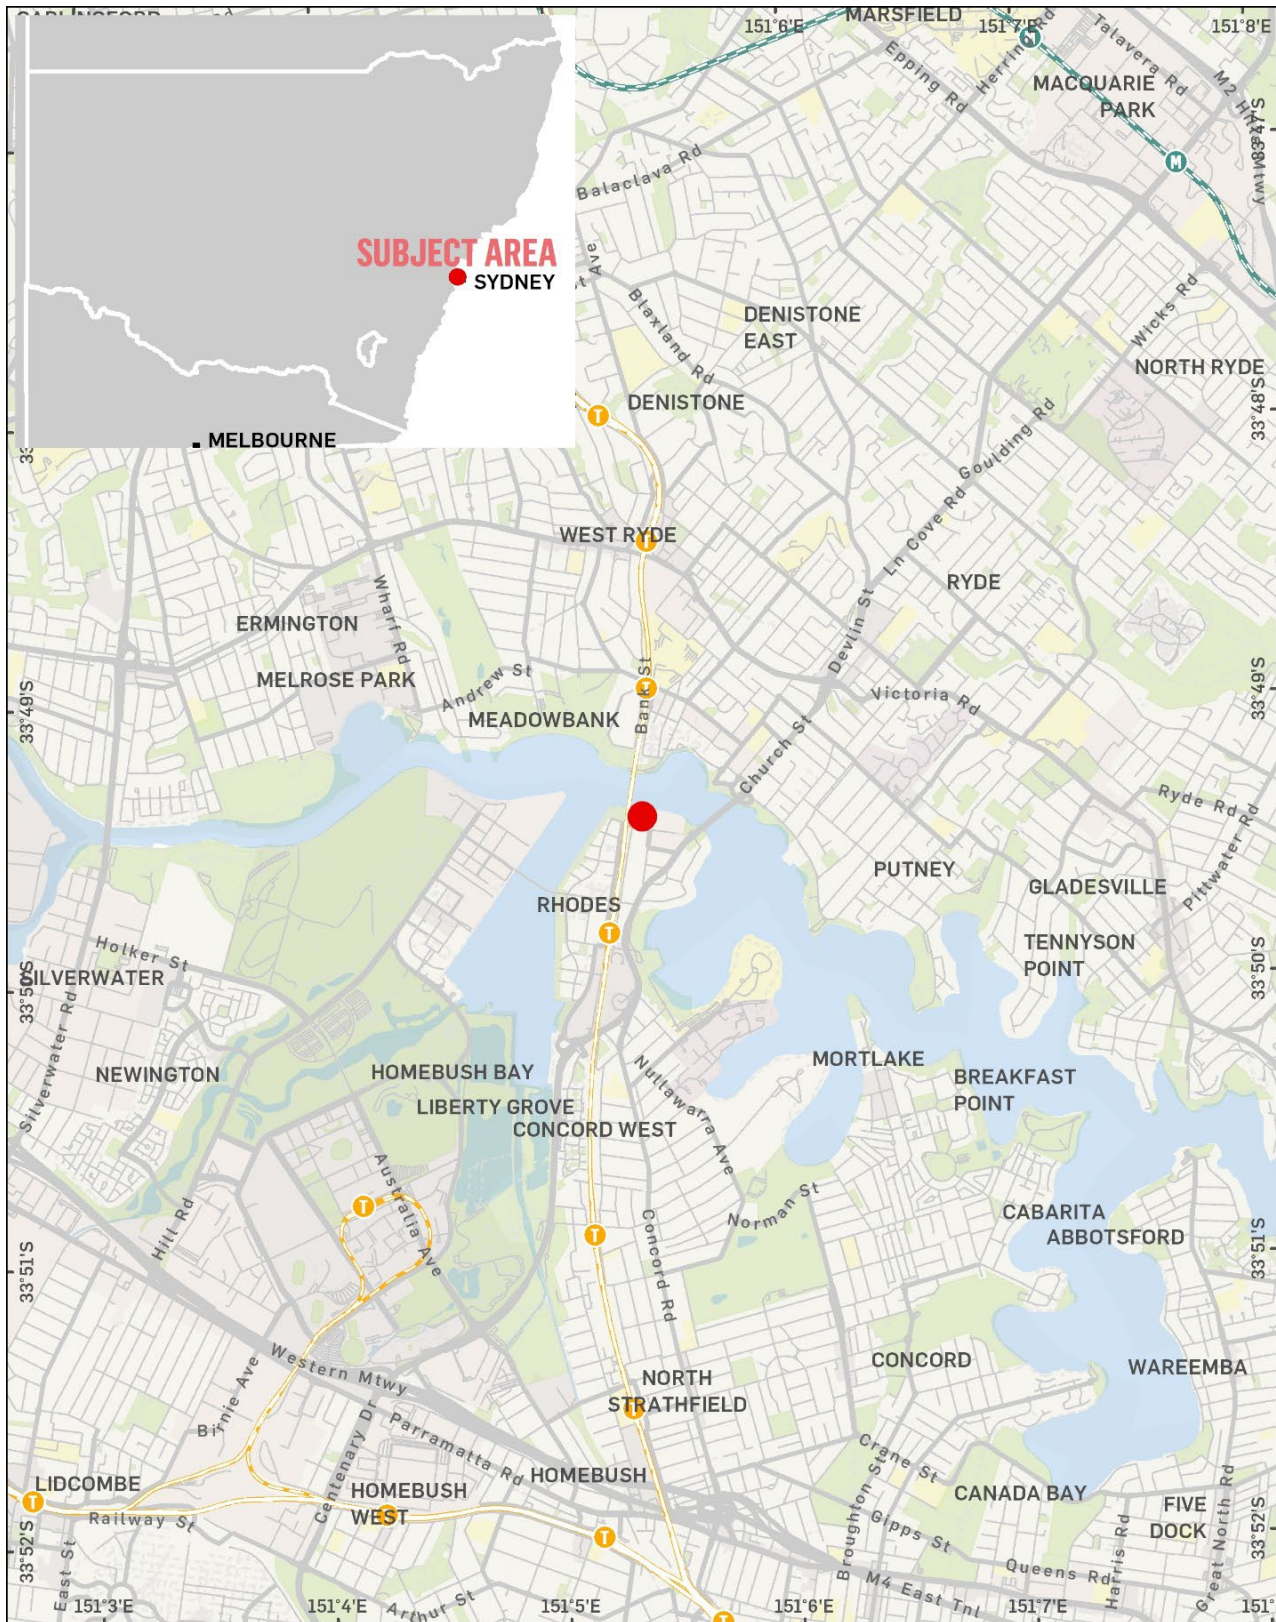 CARLINGFORD
MARSFIELD
151°6'E
151°7'E
151°8'E
Herring Rd
Talavera Rd
Epping Rd
MACQUARIE
PARK
M
M
33°47'S
Balaclava Rd
SUBJECT AREA
SYDNEY
MELBOURNE
Blaxland Rd
DENISTONE
EAST
Wicks Rd
NORTH RYDE
DENISTONE
T
33°48'S
Goulding Rd
Ln Cove Rd
WEST RYDE
T
RYDE
Wharf Rd
ERMINGTON
Devlin St
MELROSE PARK
Andrew St
T
Bank St
Victoria Rd
33°49'S
33°49'S
MEADOWBANK
Church St
Ryde Rd
Pittwater Rd
PUTNEY
GLADESVILLE
RHODES
T
TENNYSON
POINT
Holker St
SILVERWATER
33°50'S
33°50'S
Silverwater Rd
NEWINGTON
HOMEBUSH BAY
MORTLAKE
BREAKFAST
POINT
Nullawarra Ave
LIBERTY GROVE
CONCORD WEST
Australia Ave
T
Norman St
Hill Rd
CABARITA
ABBOTSFORD
T
Concord Rd
33°51'S
33°51'S
Western Mtwy
CONCORD
WAREEMBA
NORTH
STRATHFIELD
T
Birnie Ave
Centenary Dr
Parramatta Rd
Crane St
HOMEBUSH
LIDCOMBE
T
HOMEBUSH
WEST
T
Broughton St
CANADA BAY
FIVE
DOCK
Railway St
T
Gipps St
Harris Rd
Great North Rd
33°52'S
33°52'S
Queens Rd
East St
Arthur St
M4 East Tnl
T
151°3'E
151°4'E
151°5'E
151°6'E
151°7'E